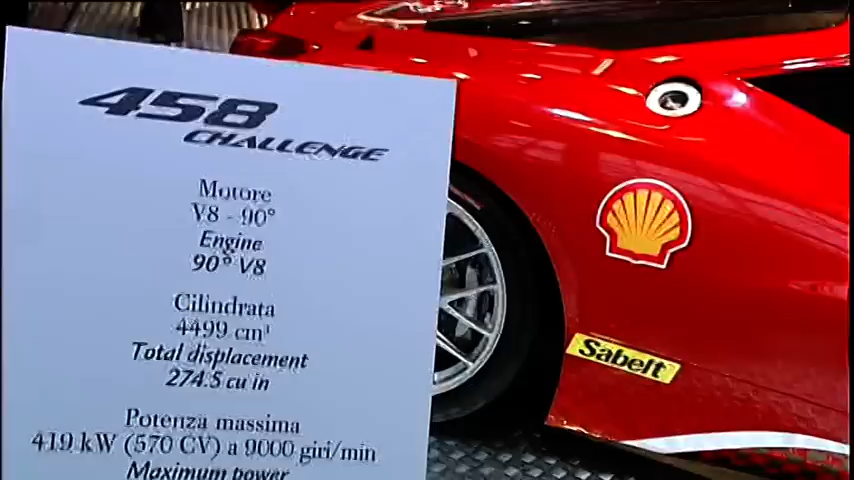 458
CHALLENGE
Motore
V8 - 90°
Engine
90° V8
Cilindrata
4499 cm³
Total displacement
274.5 cu in
Potenza massima
419 kW (570 CV) a 9000 giri/min
Maximum power
Sabelt